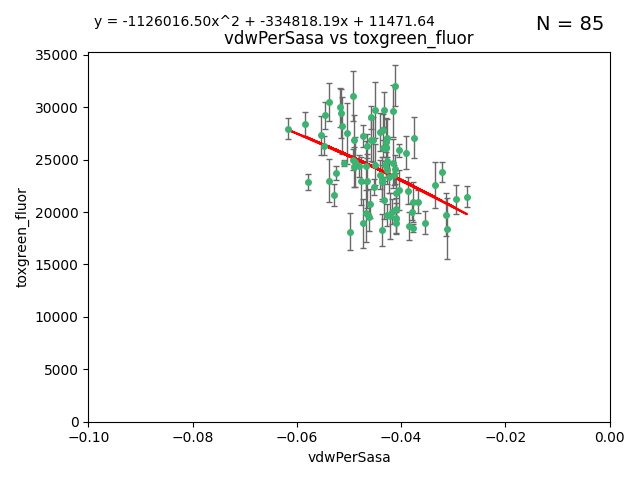 y = -1126016.50x^2 + -334818.19x + 11471.64
N = 85
vdwPerSasa vs toxgreen_fluor
35000
30000
25000
20000
15000
10000
5000
0
toxgreen_fluor
−0.10
−0.08
−0.06
−0.04
−0.02
0.00
vdwPerSasa